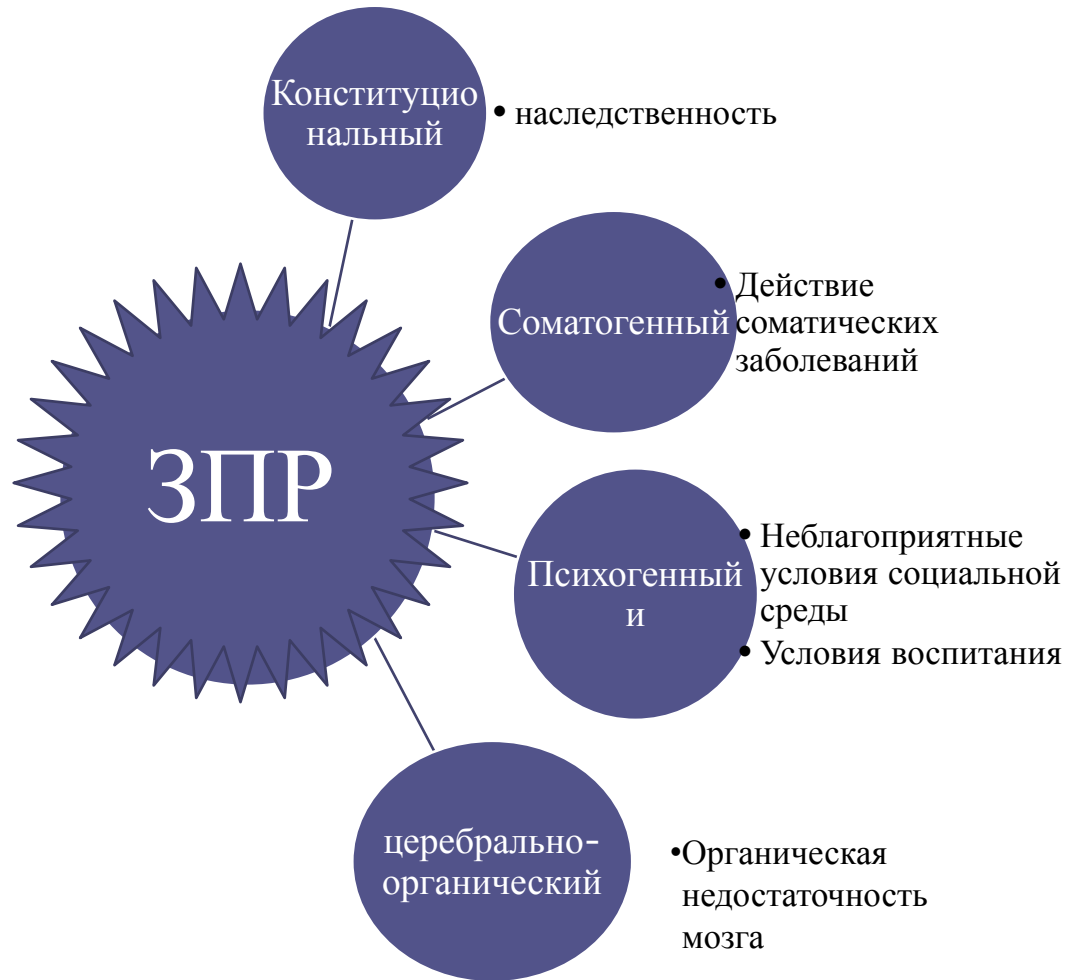 Конституцио
нальный
• наследственность
Соматогенный
• Действие
соматических
заболеваний
ЗПР
Психогенный
и
• Неблагоприятные
условия социальной
среды
• Условия воспитания
церебрально-
органический
•Органическая
недостаточность
мозга